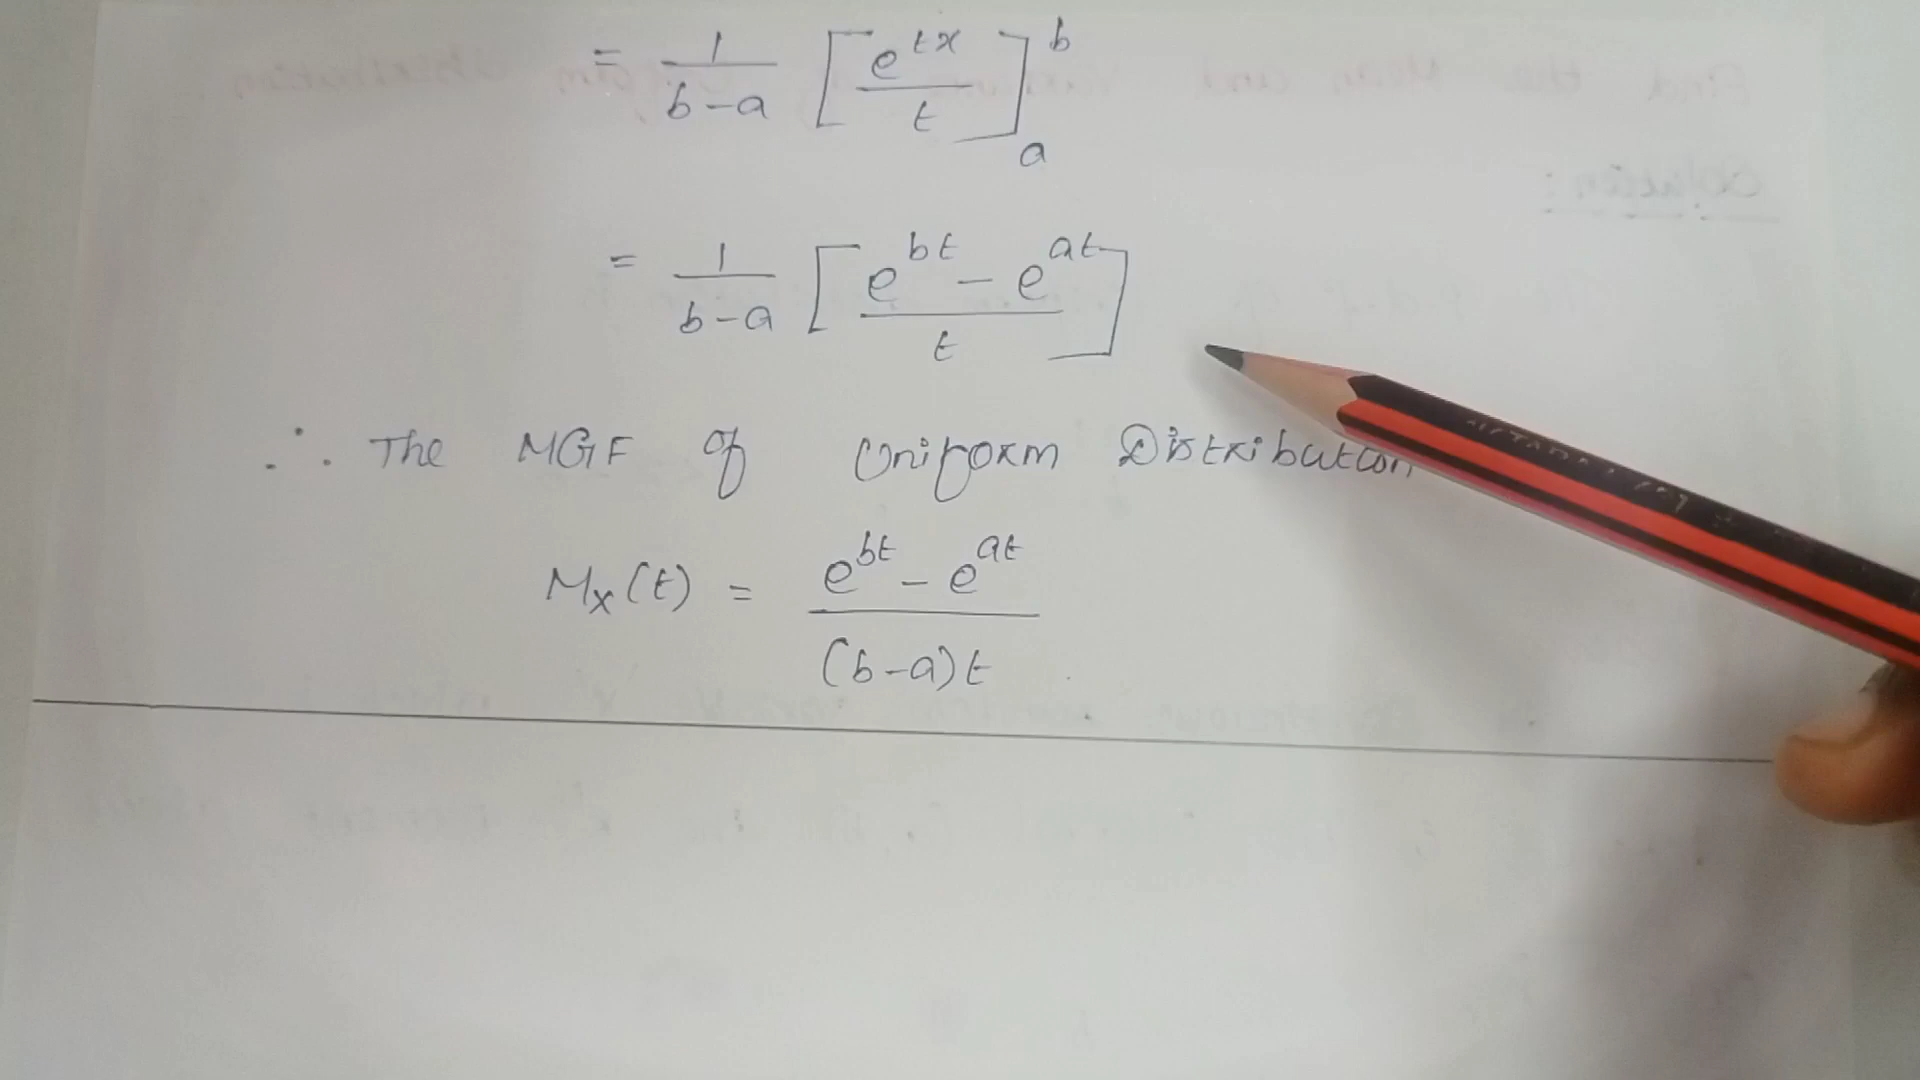 = 1/(b-a) [e^{tx}/t]_a^b
= 1/(b-a) [(e^{bt} - e^{at})/t]
∴ The MGF of Uniform Distribution
M_X(t) = (e^{bt} - e^{at})/((b-a)t)